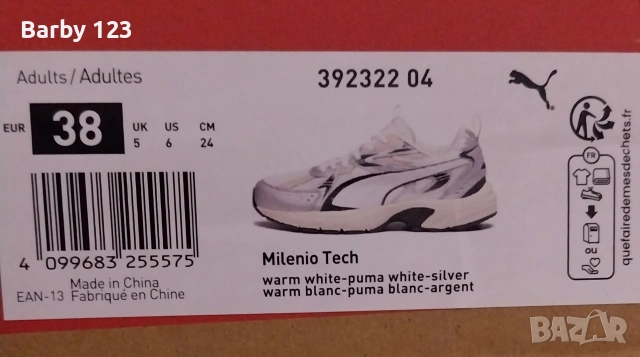 Barby 123
Adults / Adultes
392322 04
EUR 38 UK 5 US 6 CM 24
FR
ou
quefairedemesdechets.fr
4 099683 255575
Made in China
EAN-13 Fabriqué en Chine
Milenio Tech
warm white-puma white-silver
warm blanc-puma blanc-argent
BAZAR